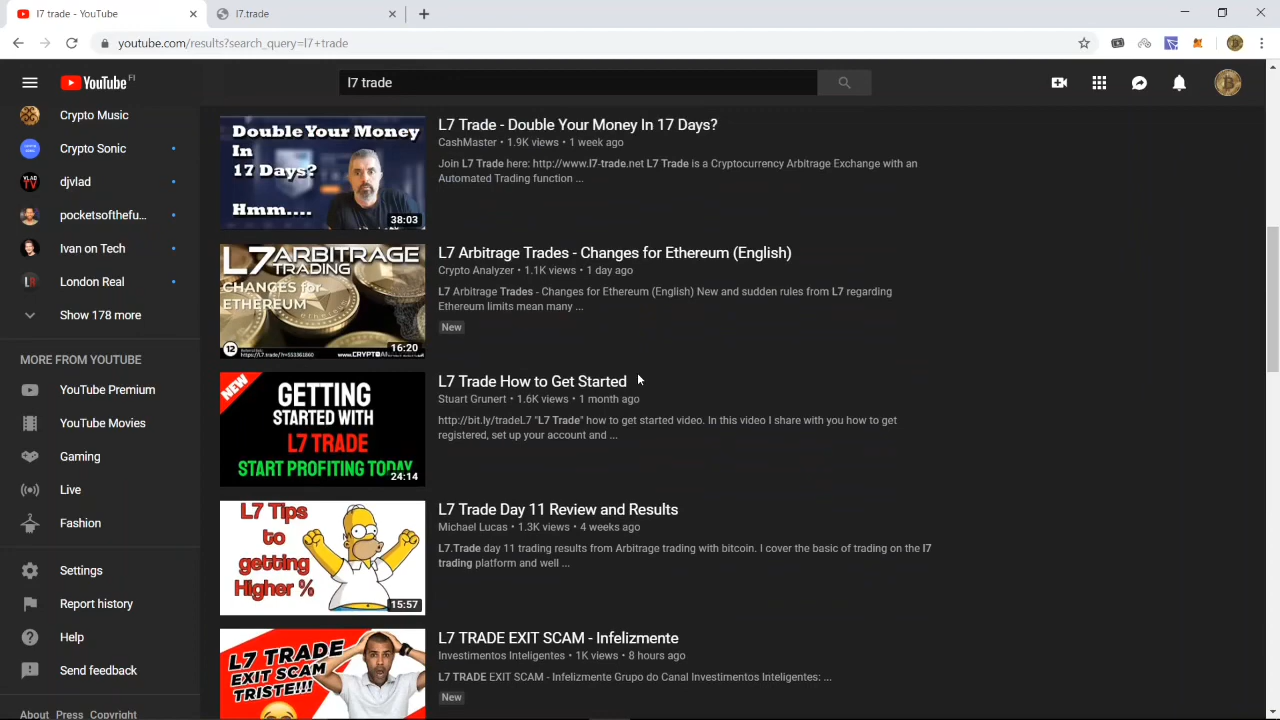 l7 trade - YouTube
l7.trade
youtube.com/results?search_query=l7+trade
YouTube FI
l7 trade
Crypto Music
Crypto Sonic
djvlad
pocketsofthefu...
Ivan on Tech
London Real
Show 178 more
MORE FROM YOUTUBE
YouTube Premium
YouTube Movies
Gaming
Live
Fashion
Settings
Report history
Help
Send feedback
About Press Copyright
Double Your Money
In
17 Days?
Hmm....
38:03
L7 Trade - Double Your Money In 17 Days?
CashMaster • 1.9K views • 1 week ago
Join L7 Trade here: http://www.l7-trade.net L7 Trade is a Cryptocurrency Arbitrage Exchange with an
Automated Trading function ...
L7 ARBITRAGE
TRADING
CHANGES for
ETHEREUM
12
16:20
L7 Arbitrage Trades - Changes for Ethereum (English)
Crypto Analyzer • 1.1K views • 1 day ago
L7 Arbitrage Trades - Changes for Ethereum (English) New and sudden rules from L7 regarding
Ethereum limits mean many ...
New
NEW
GETTING
STARTED WITH
L7 TRADE
START PROFITING TODAY
24:14
L7 Trade How to Get Started
Stuart Grunert • 1.6K views • 1 month ago
http://bit.ly/tradeL7 "L7 Trade" how to get started video. In this video I share with you how to get
registered, set up your account and ...
L7 Tips
to
getting
Higher %
15:57
L7 Trade Day 11 Review and Results
Michael Lucas • 1.3K views • 4 weeks ago
L7.Trade day 11 trading results from Arbitrage trading with bitcoin. I cover the basic of trading on the l7
trading platform and well ...
L7 TRADE
EXIT SCAM
TRISTE!!!
L7 TRADE EXIT SCAM - Infelizmente
Investimentos Inteligentes • 1K views • 8 hours ago
L7 TRADE EXIT SCAM - Infelizmente Grupo do Canal Investimentos Inteligentes: ...
New